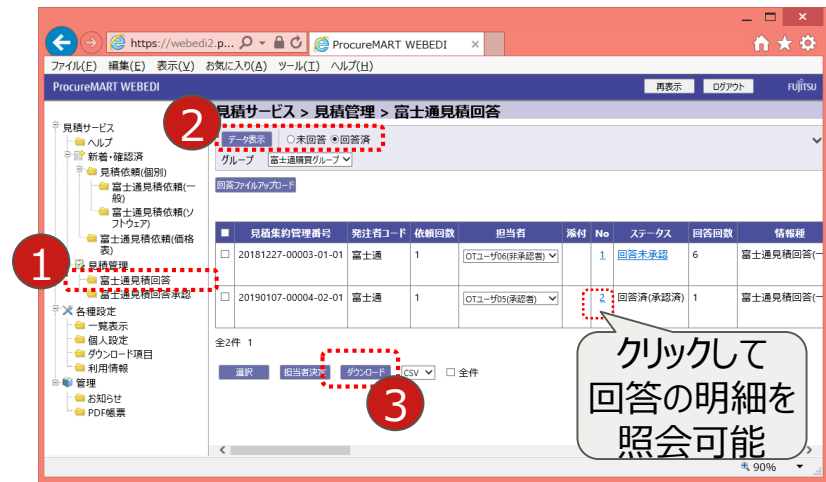 https://webedi2.p...
ProcureMART WEBEDI
ファイル(F) 編集(E) 表示(V) お気に入り(A) ツール(T) ヘルプ(H)
ProcureMART WEBEDI
再表示 ログアウト FUJITSU
見積サービス > 見積管理 > 富士通見積回答
見積サービス
ヘルプ
新着・確認済
見積依頼(個別)
富士通見積依頼(一
般)
富士通見積依頼(ソ
フトウェア)
富士通見積依頼(価格
表)
見積管理
富士通見積回答
富士通見積回答承認
各種設定
一覧表示
個人設定
ダウンロード項目
利用情報
管理
お知らせ
PDF帳票
1
2
データ表示 未回答 回答済
グループ 富士通購買グループ
回答ファイルアップロード
見積集約管理番号 発注者コード 依頼回数 担当者 添付 No ステータス 回答回数 情報種
20181227-00003-01-01 富士通 1 OTユーザ06(非承認者) 1 回答未承認 6 富士通見積回答(一
20190107-00004-02-01 富士通 1 OTユーザ05(承認者) 2 回答済(承認済) 1 富士通見積回答(一
全2件 1
選択 担当者決定 ダウンロード CSV 全件
3
クリックして
回答の明細を
照会可能
90%